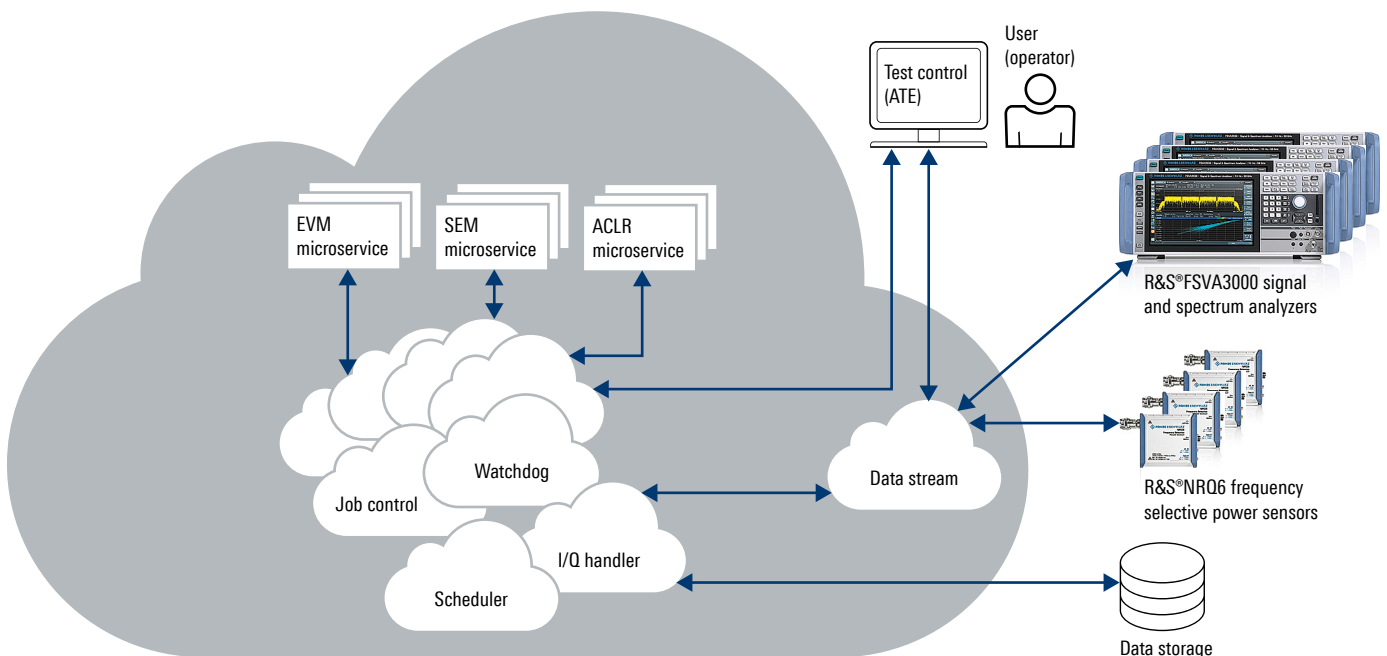 User
(operator)
Test control
(ATE)
EVM
microservice
SEM
microservice
ACLR
microservice
R&S®FSVA3000 signal
and spectrum analyzers
Watchdog
Data stream
Job control
R&S®NRQ6 frequency
selective power sensors
I/Q handler
Scheduler
Data storage